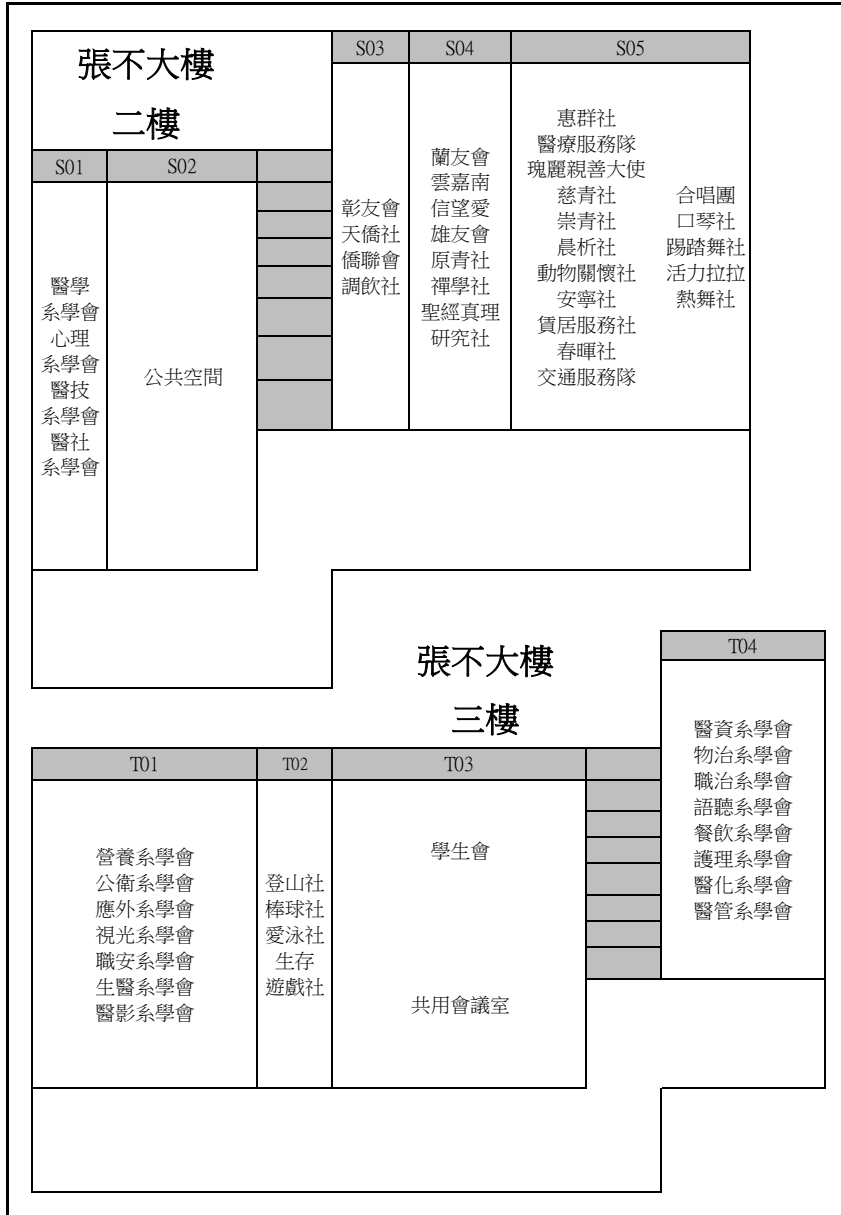 張不大樓
二樓
S01
醫學
系學會
心理
系學會
醫技
系學會
醫社
系學會
S02
公共空間
S03
彰友會
天僑社
僑聯會
調飲社
S04
蘭友會
雲嘉南
信望愛
雄友會
原青社
禪學社
聖經真理
研究社
S05
惠群社
醫療服務隊
瑰麗親善大使
慈青社
崇青社
晨析社
動物關懷社
安寧社
賃居服務社
春暉社
交通服務隊
合唱團
口琴社
踢踏舞社
活力拉拉
熱舞社
張不大樓
三樓
T01
營養系學會
公衛系學會
應外系學會
視光系學會
職安系學會
生醫系學會
醫影系學會
T02
登山社
棒球社
愛泳社
生存
遊戲社
T03
學生會
共用會議室
T04
醫資系學會
物治系學會
職治系學會
語聽系學會
餐飲系學會
護理系學會
醫化系學會
醫管系學會